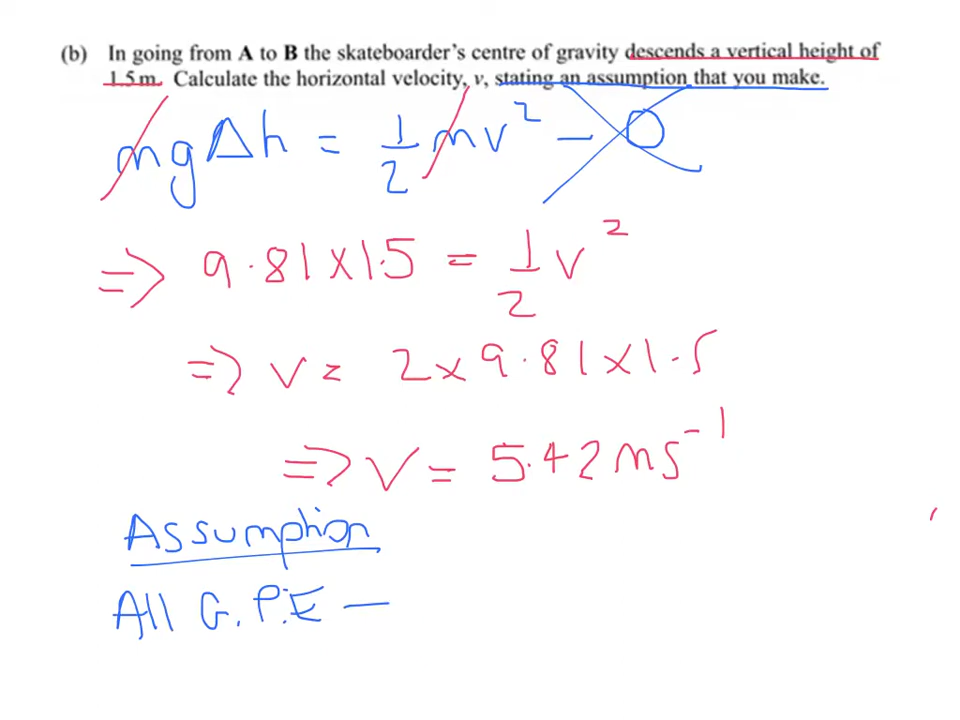 (b) In going from A to B the skateboarder's centre of gravity descends a vertical height of
1.5 m. Calculate the horizontal velocity, v, stating an assumption that you make.
mgΔh = 1/2 mv² - 0
=> 9.81 x 1.5 = 1/2 v²
=> v = 2 x 9.81 x 1.5
=> v = 5.42 ms⁻¹
Assumption
All G.P.E —